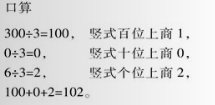 口算
300÷3=100， 竖式百位上商 1，
0÷3=0， 竖式十位上商 0，
6÷3=2， 竖式个位上商 2，
100+0+2=102。